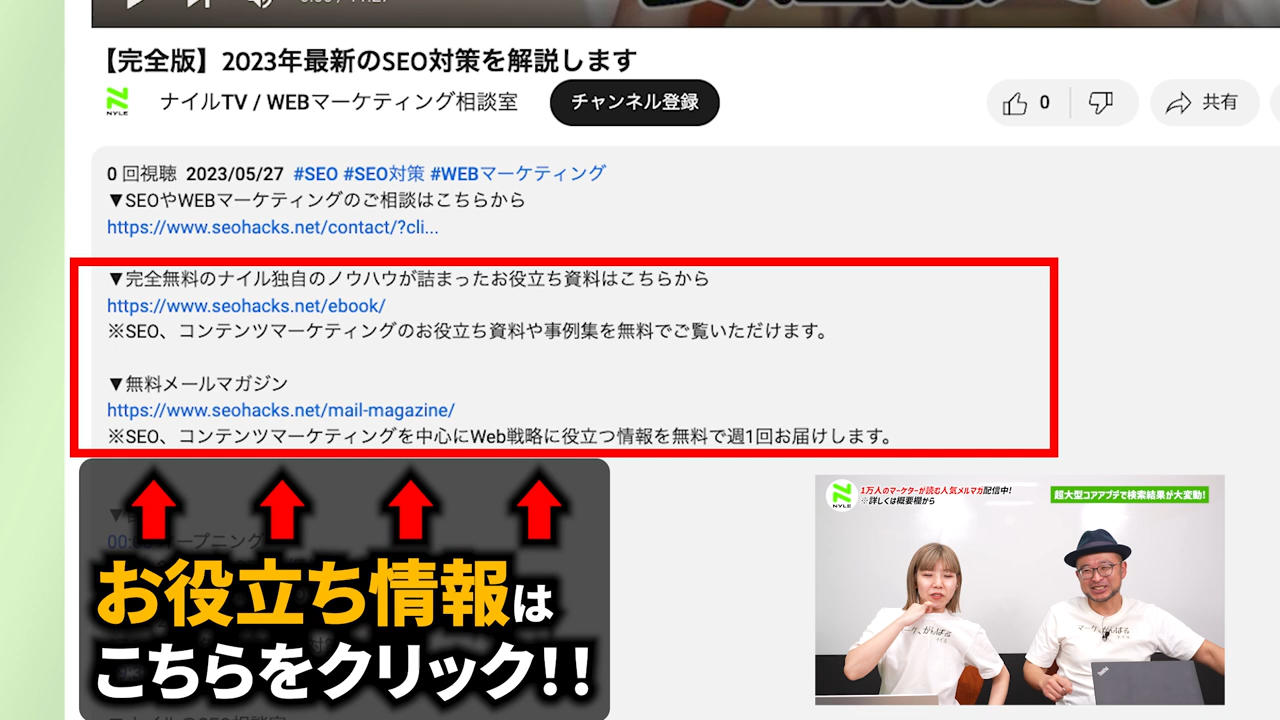 【完全版】2023年最新のSEO対策を解説します
NYLE
ナイルTV / WEBマーケティング相談室
チャンネル登録
0
共有
0 回視聴 2023/05/27 #SEO #SEO対策 #WEBマーケティング
▼SEOやWEBマーケティングのご相談はこちらから
https://www.seohacks.net/contact/?cli...
▼完全無料のナイル独自のノウハウが詰まったお役立ち資料はこちらから
https://www.seohacks.net/ebook/
※SEO、コンテンツマーケティングのお役立ち資料や事例集を無料でご覧いただけます。
▼無料メールマガジン
https://www.seohacks.net/mail-magazine/
※SEO、コンテンツマーケティングを中心にWeb戦略に役立つ情報を無料で週1回お届けします。
お役立ち情報は
こちらをクリック!!
NYLE
1万人のマーケターが読む人気メルマガ配信中!
※詳しくは概要欄から
超大型コアアプデで検索結果が大変動!
マーケ、がんばる
マーケ、がんばる